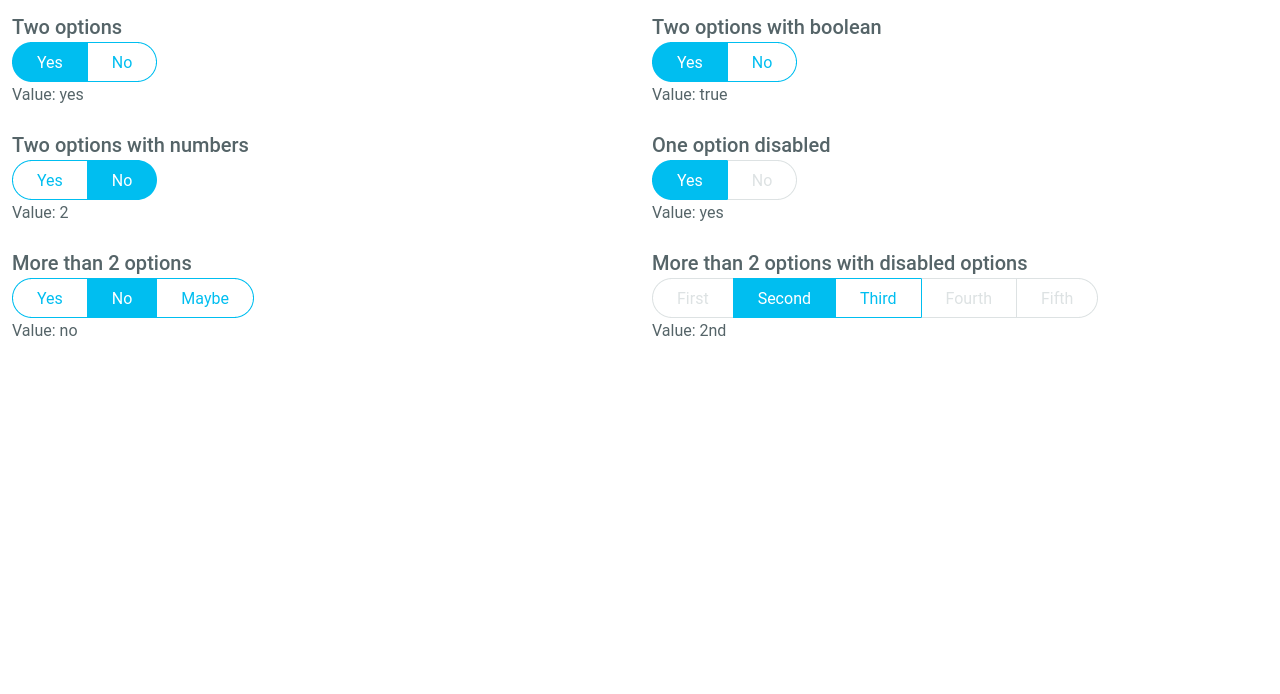 Two options
Yes No
Value: yes
Two options with boolean
Yes No
Value: true
Two options with numbers
Yes No
Value: 2
One option disabled
Yes No
Value: yes
More than 2 options
Yes No Maybe
Value: no
More than 2 options with disabled options
First Second Third Fourth Fifth
Value: 2nd